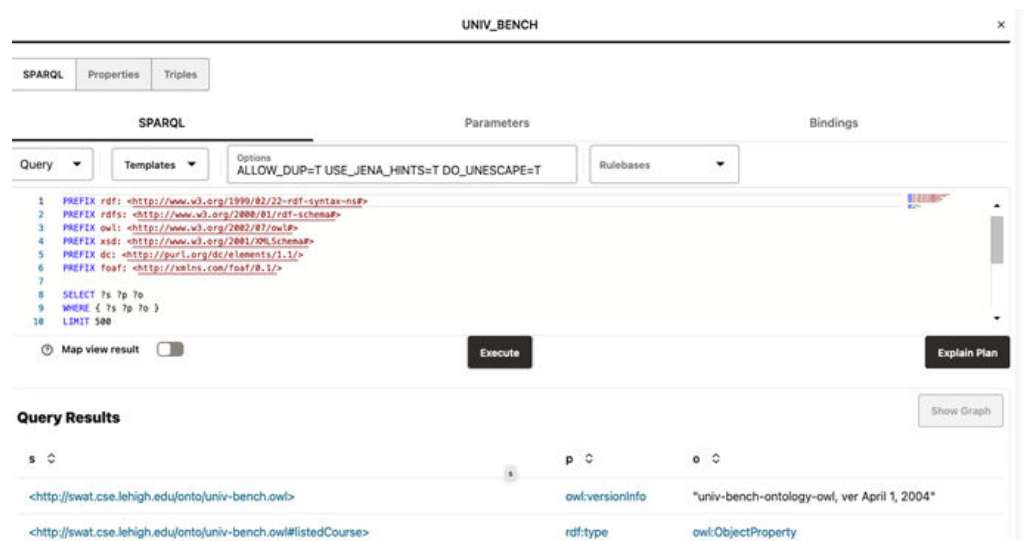 UNIV_BENCH ×
SPARQL Properties Triples
SPARQL Parameters Bindings
Query Templates Options Rulebases
ALLOW_DUP=T USE_JENA_HINTS=T DO_UNESCAPE=T
1 PREFIX rdf: <http://www.w3.org/1999/02/22-rdf-syntax-ns#>
2 PREFIX rdfs: <http://www.w3.org/2000/01/rdf-schema#>
3 PREFIX owl: <http://www.w3.org/2002/07/owl#>
4 PREFIX xsd: <http://www.w3.org/2001/XMLSchema#>
5 PREFIX dc: <http://purl.org/dc/elements/1.1/>
6 PREFIX foaf: <http://xmlns.com/foaf/0.1/>
7
8 SELECT ?s ?p ?o
9 WHERE { ?s ?p ?o }
10 LIMIT 500
Map view result Execute Explain Plan
Query Results Show Graph
s p o
s
<http://swat.cse.lehigh.edu/onto/univ-bench.owl> owl:versionInfo "univ-bench-ontology-owl, ver April 1, 2004"
<http://swat.cse.lehigh.edu/onto/univ-bench.owl#listedCourse> rdf:type owl:ObjectProperty